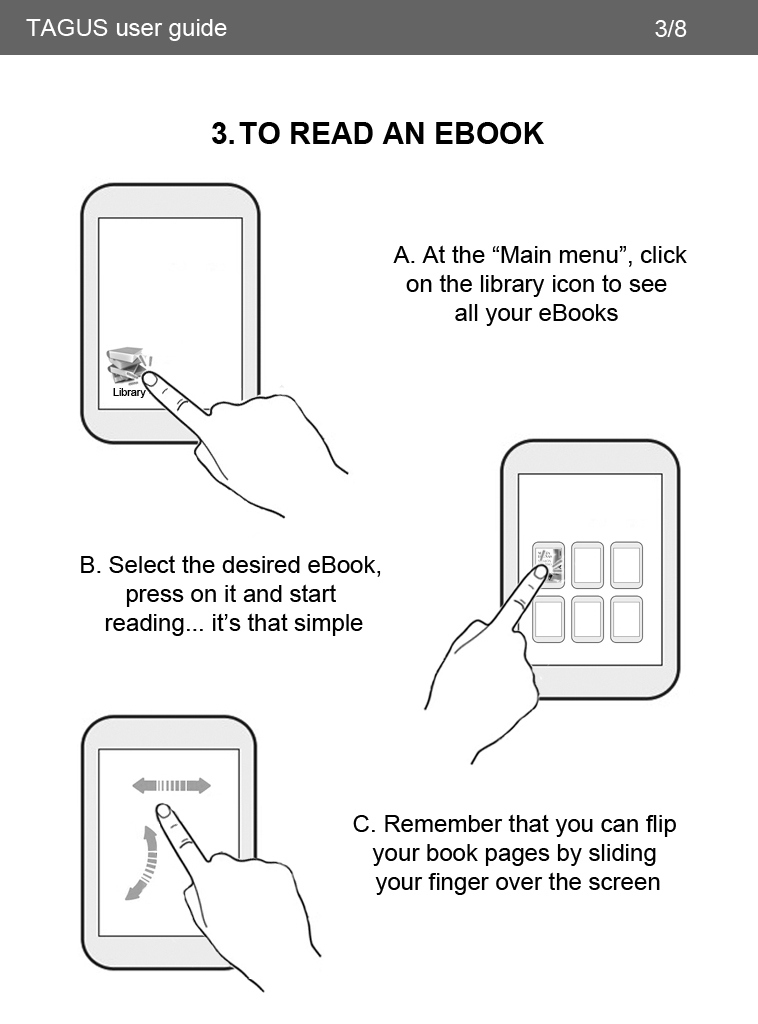 TAGUS user guide
3/8
3. TO READ AN EBOOK
A. At the “Main menu”, click
on the library icon to see
all your eBooks
Library
B. Select the desired eBook,
press on it and start
reading... it’s that simple
C. Remember that you can flip
your book pages by sliding
your finger over the screen